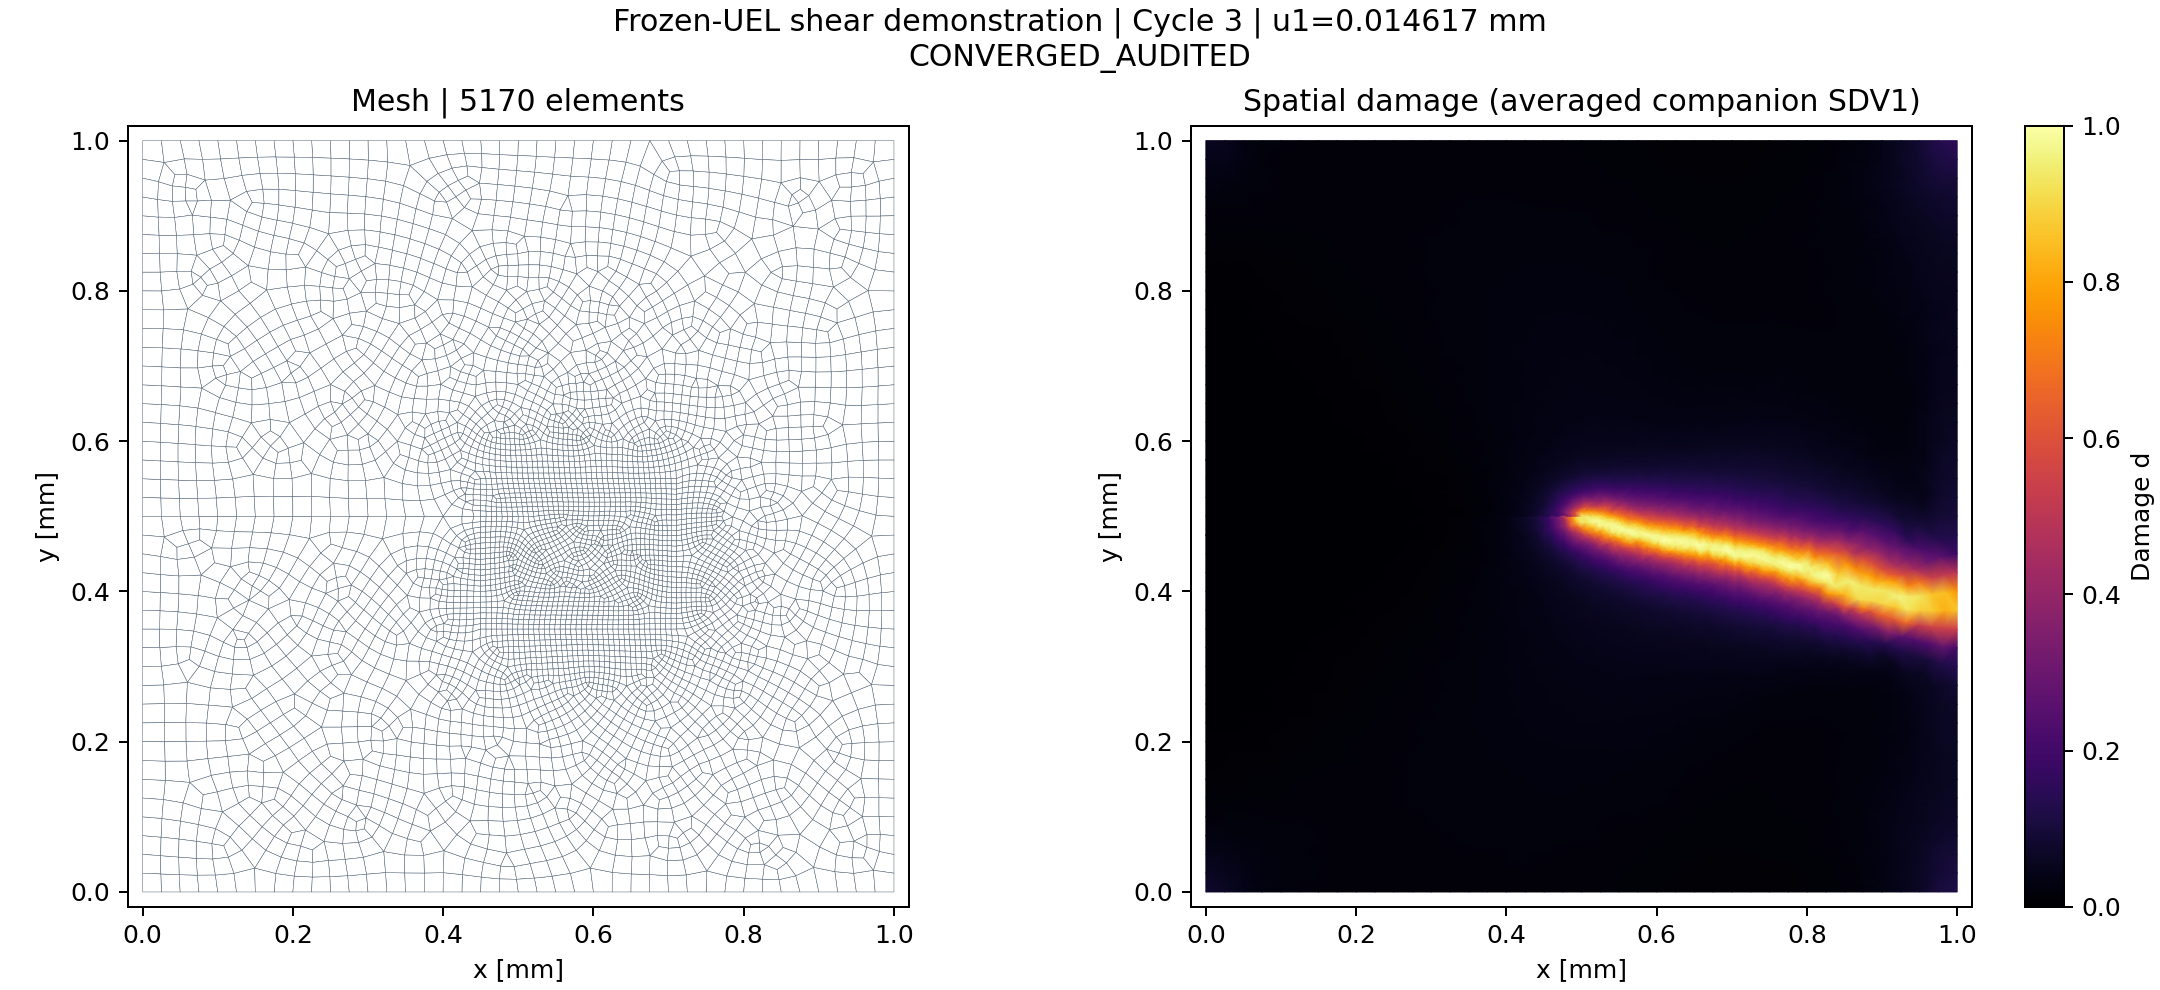 Frozen-UEL shear demonstration | Cycle 3 | u1=0.014617 mm
CONVERGED_AUDITED
Mesh | 5170 elements
1.0
0.8
0.6
0.4
0.2
0.0
y [mm]
0.0 0.2 0.4 0.6 0.8 1.0
x [mm]
Spatial damage (averaged companion SDV1)
1.0
0.8
0.6
0.4
0.2
0.0
y [mm]
0.0 0.2 0.4 0.6 0.8 1.0
x [mm]
1.0
0.8
0.6
0.4
0.2
0.0
Damage d